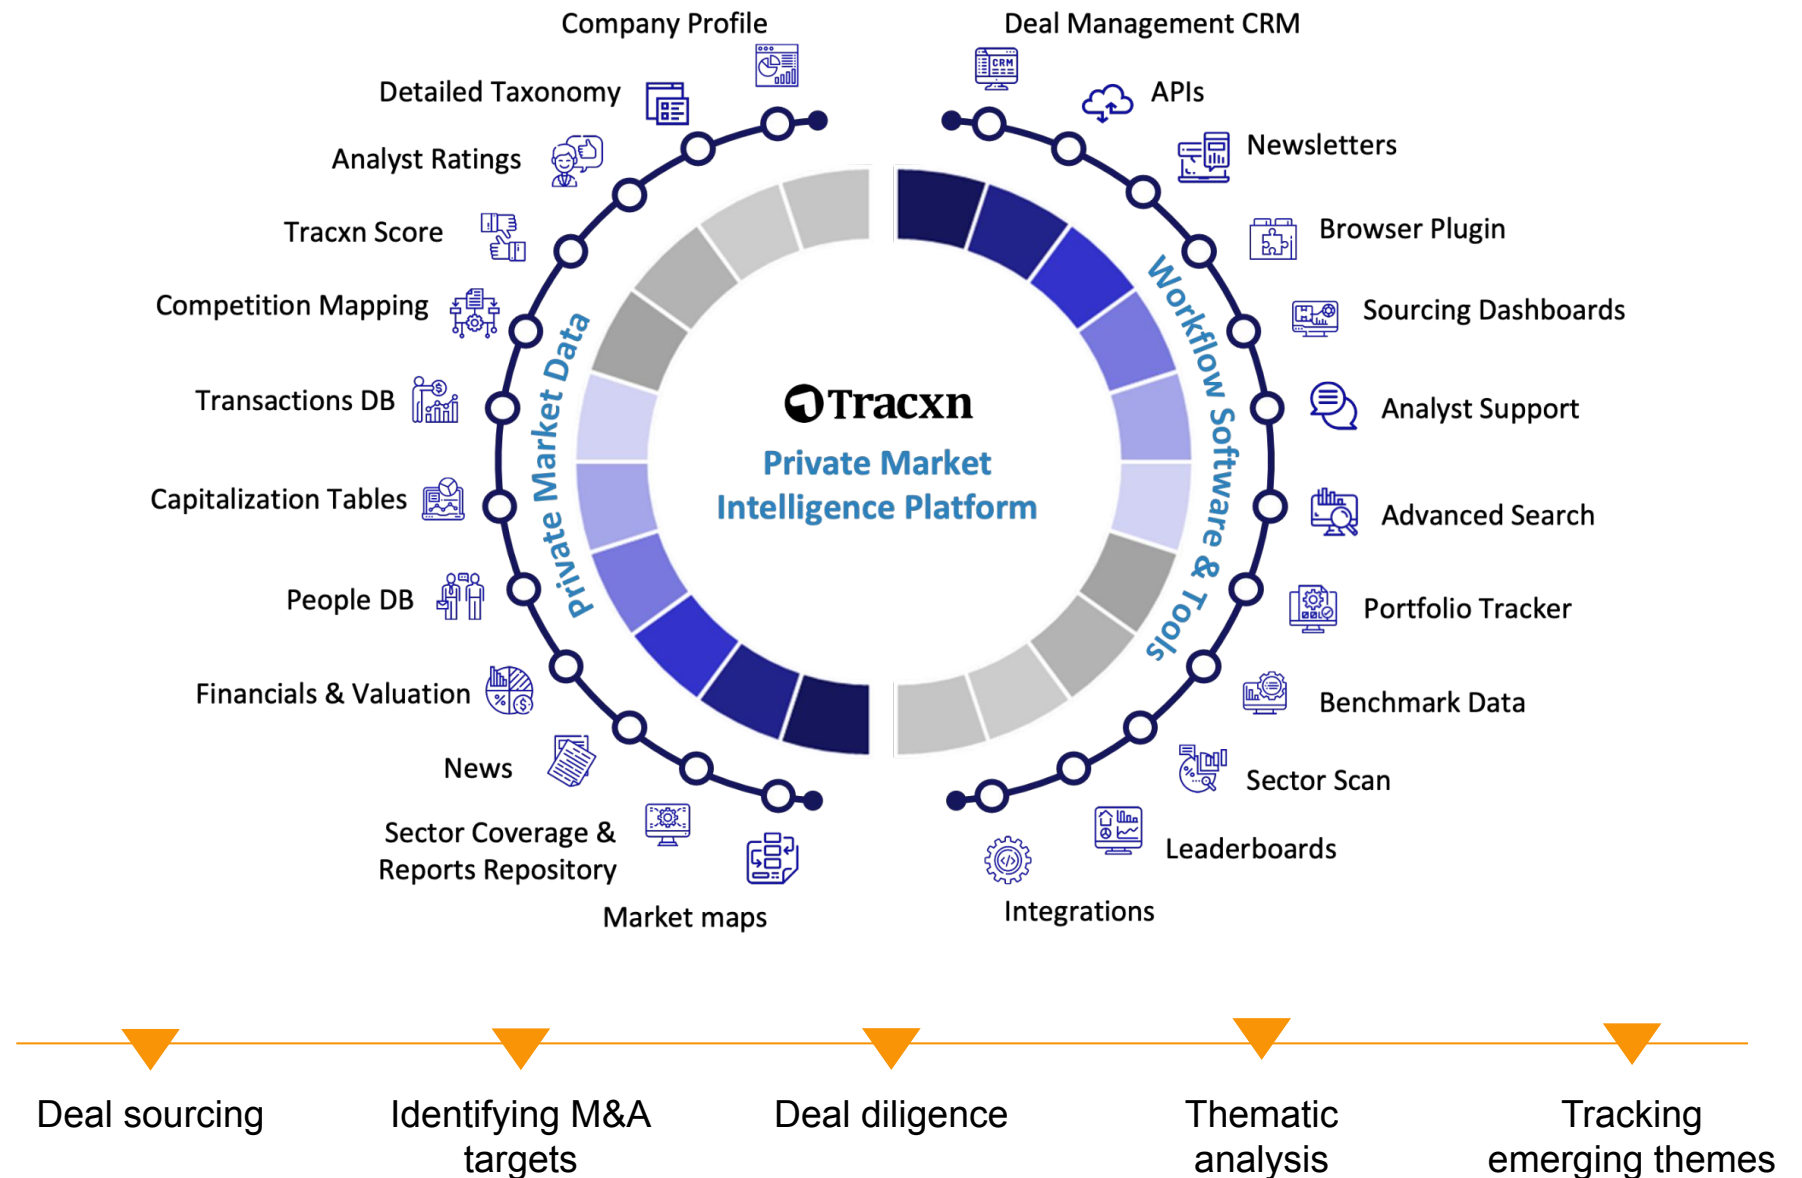 Company Profile
Detailed Taxonomy
Analyst Ratings
Tracxn Score
Competition Mapping
Transactions DB
Capitalization Tables
People DB
Financials & Valuation
News
Sector Coverage &
Reports Repository
Market maps
Private Market Data
Tracxn
Private Market
Intelligence Platform
Workflow Software & Tools
Deal Management CRM
CRM
APIs
Newsletters
Browser Plugin
Sourcing Dashboards
Analyst Support
Advanced Search
Portfolio Tracker
Benchmark Data
Sector Scan
Leaderboards
Integrations
Deal sourcing
Identifying M&A
targets
Deal diligence
Thematic
analysis
Tracking
emerging themes